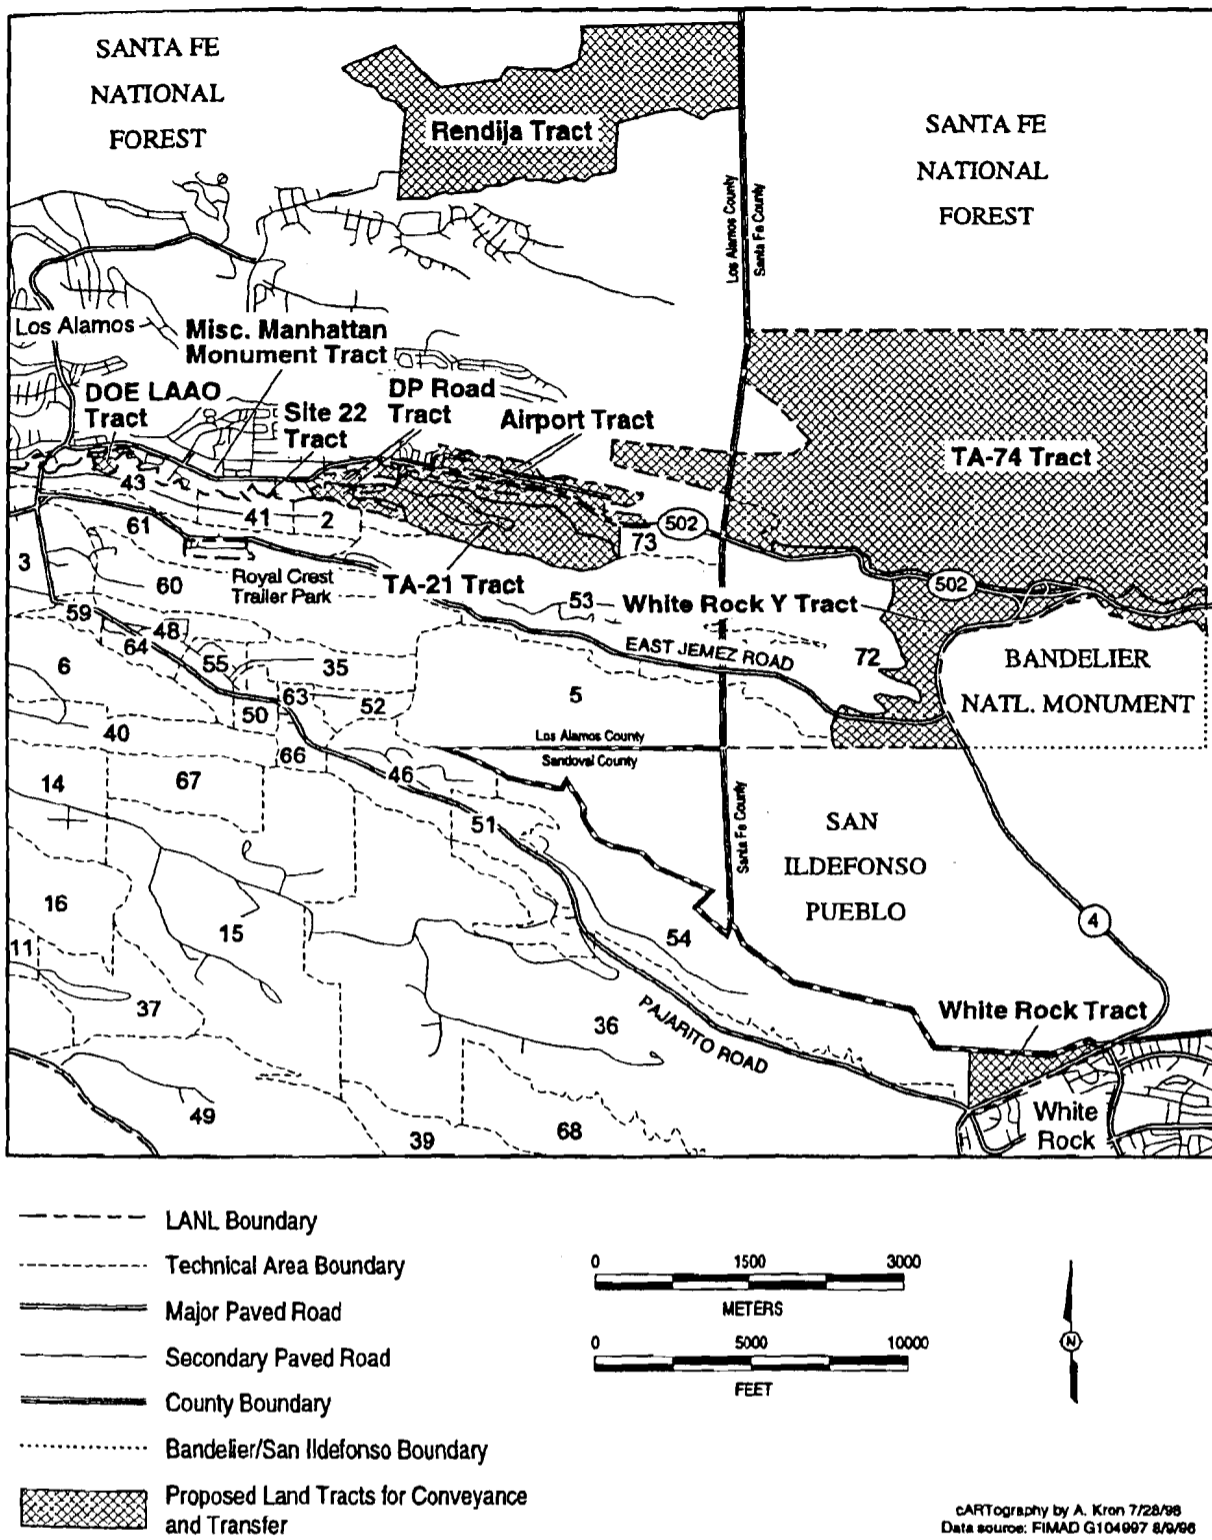 SANTA FE
NATIONAL
FOREST
Rendija Tract
SANTA FE
NATIONAL
FOREST
Los Alamos County
Santa Fe County
Los Alamos
Misc. Manhattan
Monument Tract
DOE LAAO
Tract
Site 22
Tract
DP Road
Tract
Airport Tract
TA-74 Tract
43
61
41
2
73
502
3
60
Royal Crest
Trailer Park
TA-21 Tract
53
White Rock Y Tract
502
59
48
64
55
35
EAST JEMEZ ROAD
72
BANDELIER
NATL. MONUMENT
6
63
52
5
50
40
66
Los Alamos County
Sandoval County
46
14
67
51
Santa Fe County
SAN
ILDEFONSO
PUEBLO
16
15
11
54
4
37
36
PAJARITO ROAD
White Rock Tract
49
39
68
White
Rock
LANL Boundary
Technical Area Boundary
Major Paved Road
Secondary Paved Road
County Boundary
Bandelier/San Ildefonso Boundary
Proposed Land Tracts for Conveyance
and Transfer
0 1500 3000
METERS
0 5000 10000
FEET
N
cARTography by A. Kron 7/28/98
Data source: FIMAD G104997 8/9/96